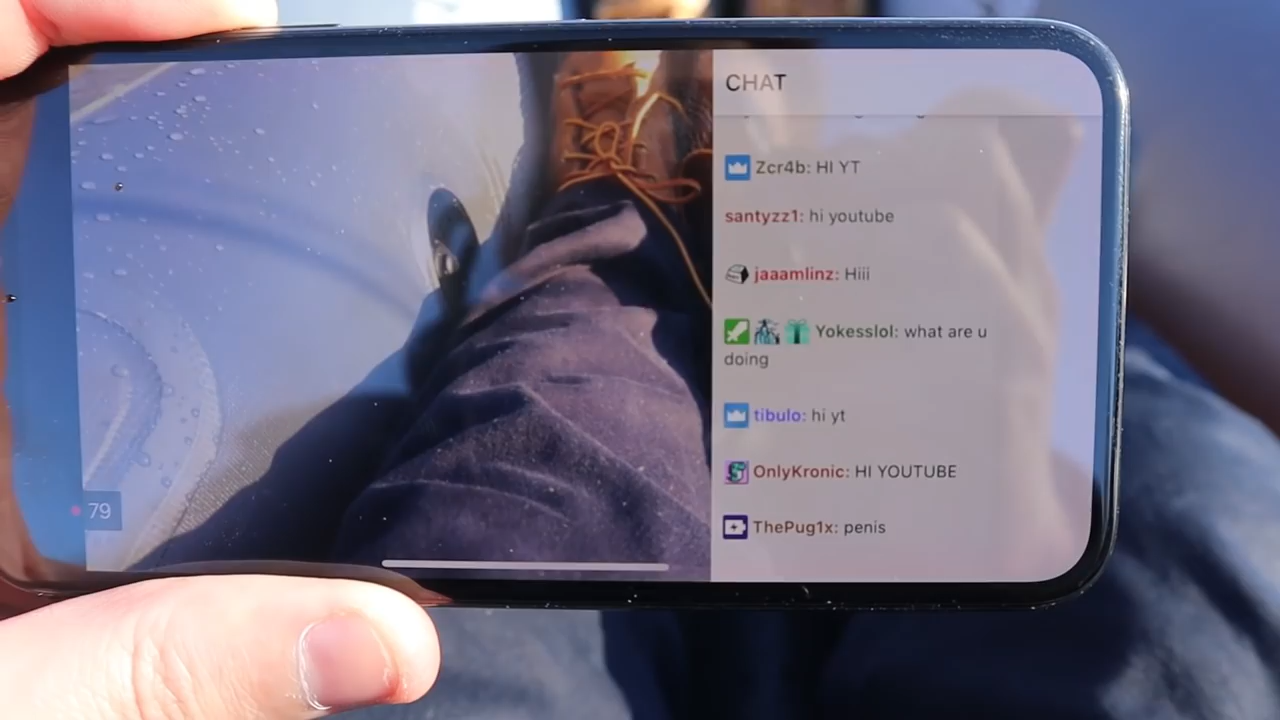 CHAT
Zcr4b: HI YT
santyzz1: hi youtube
jaaamlinz: Hiii
Yokesslol: what are u
doing
tibulo: hi yt
OnlyKronic: HI YOUTUBE
79
ThePug1x: penis